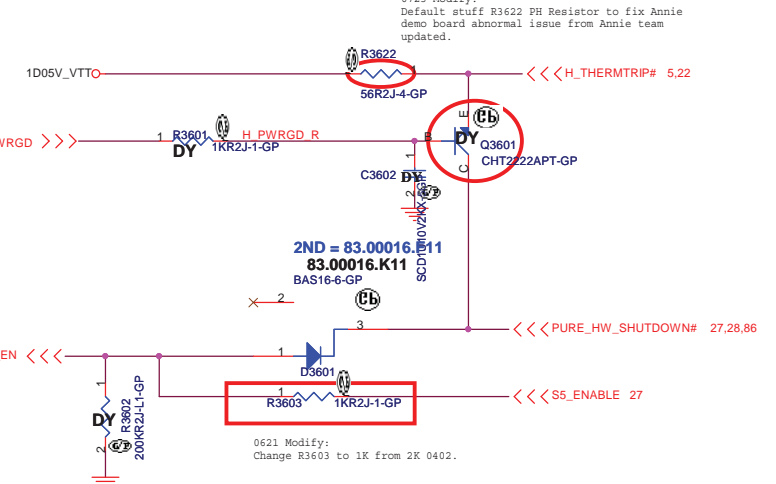 Default stuff R3622 PH Resistor to fix Annie
demo board abnormal issue from Annie team
updated.
R3622
1D05V_VTT
1
H_THERMTRIP# 5,22
56R2J-4-GP
E
1
R3601
H_PWRGD_R
B
DY
Q3601
WRGD
DY
1KR2J-1-GP
CHT2222APT-GP
1
C
C3602
DY
2
2ND = 83.00016.F11
83.00016.K11
BAS16-6-GP
2
3
PURE_HW_SHUTDOWN# 27,28,86
EN
1
D3601
1
R3603
1KR2J-1-GP
S5_ENABLE 27
1
DY
R3602
200KR2J-L1-GP
2
0621 Modify:
Change R3603 to 1K from 2K 0402.